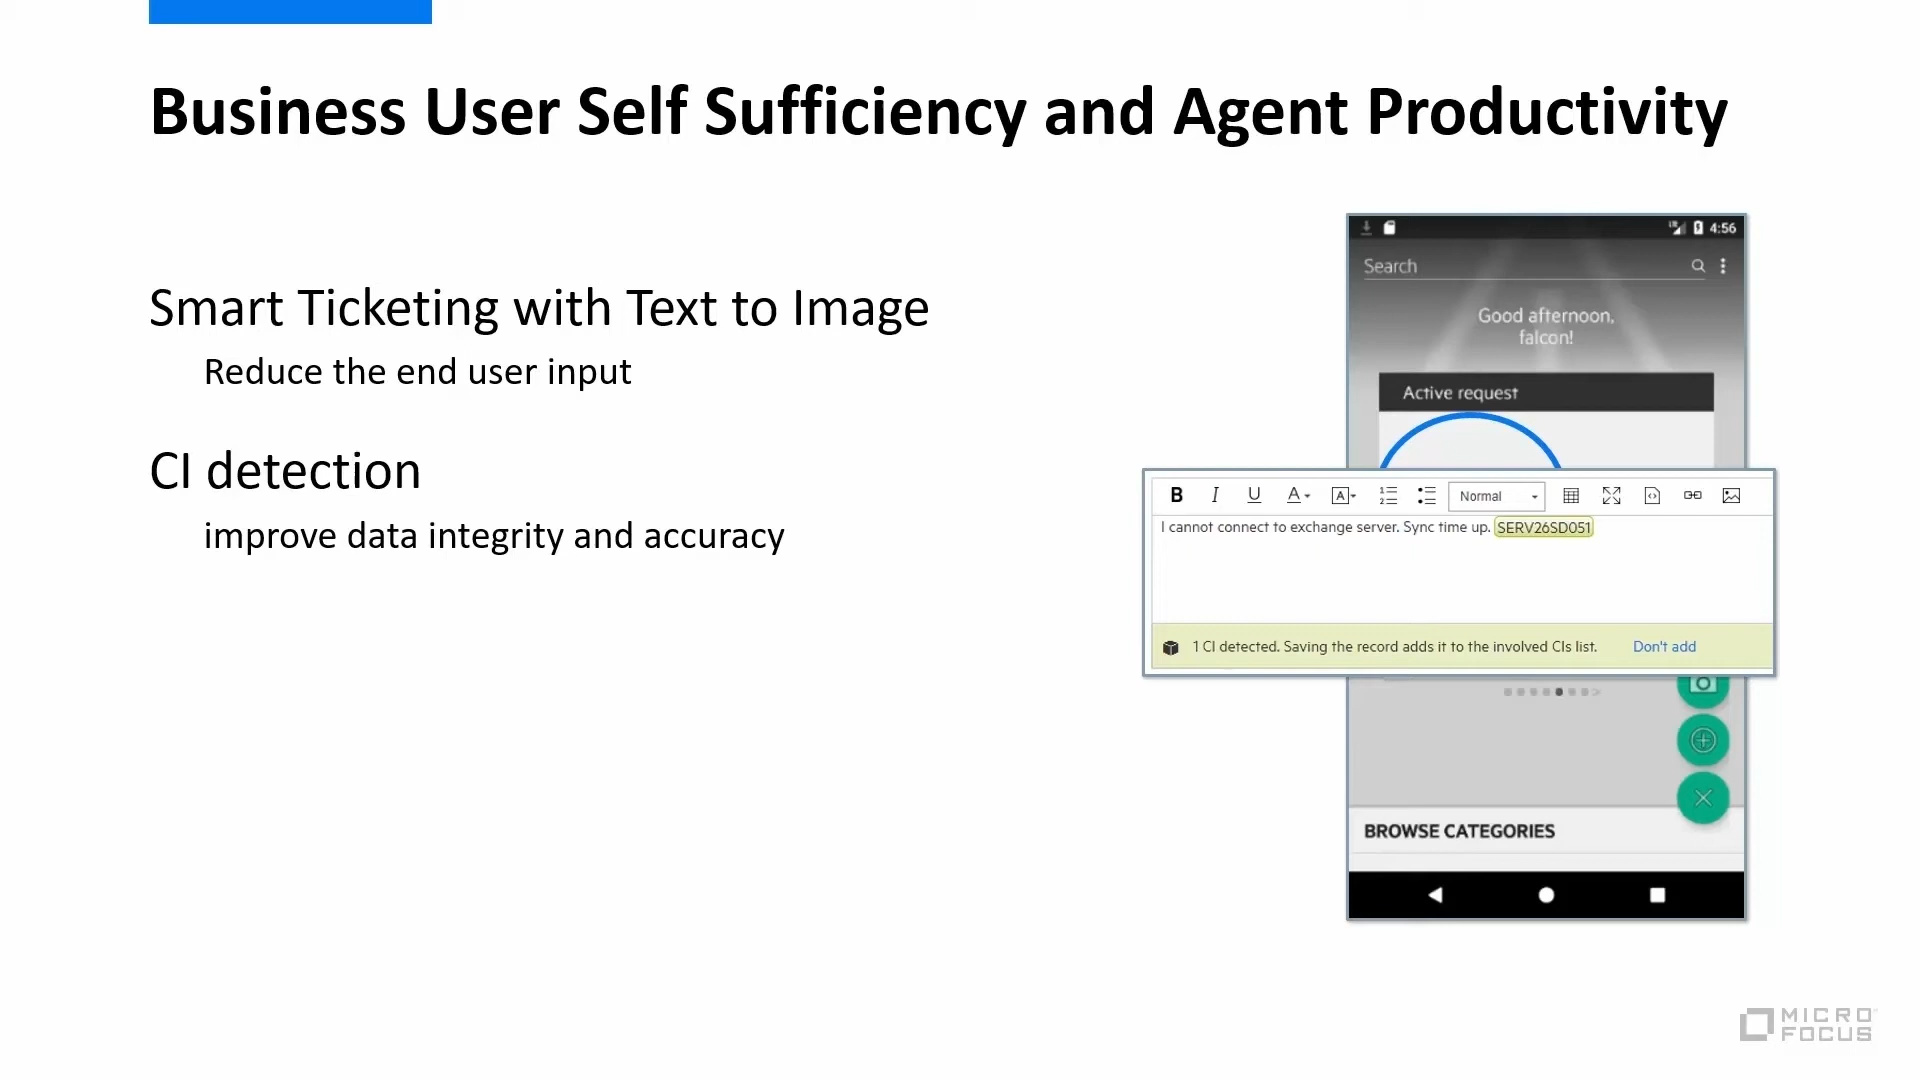 Business User Self Sufficiency and Agent Productivity
Smart Ticketing with Text to Image
Reduce the end user input
CI detection
improve data integrity and accuracy
4:56
Search
Good afternoon,
falcon!
Active request
B I U A A Normal
I cannot connect to exchange server. Sync time up. SERV26SD051
1 CI detected. Saving the record adds it to the involved CIs list. Don't add
BROWSE CATEGORIES
MICRO
FOCUS